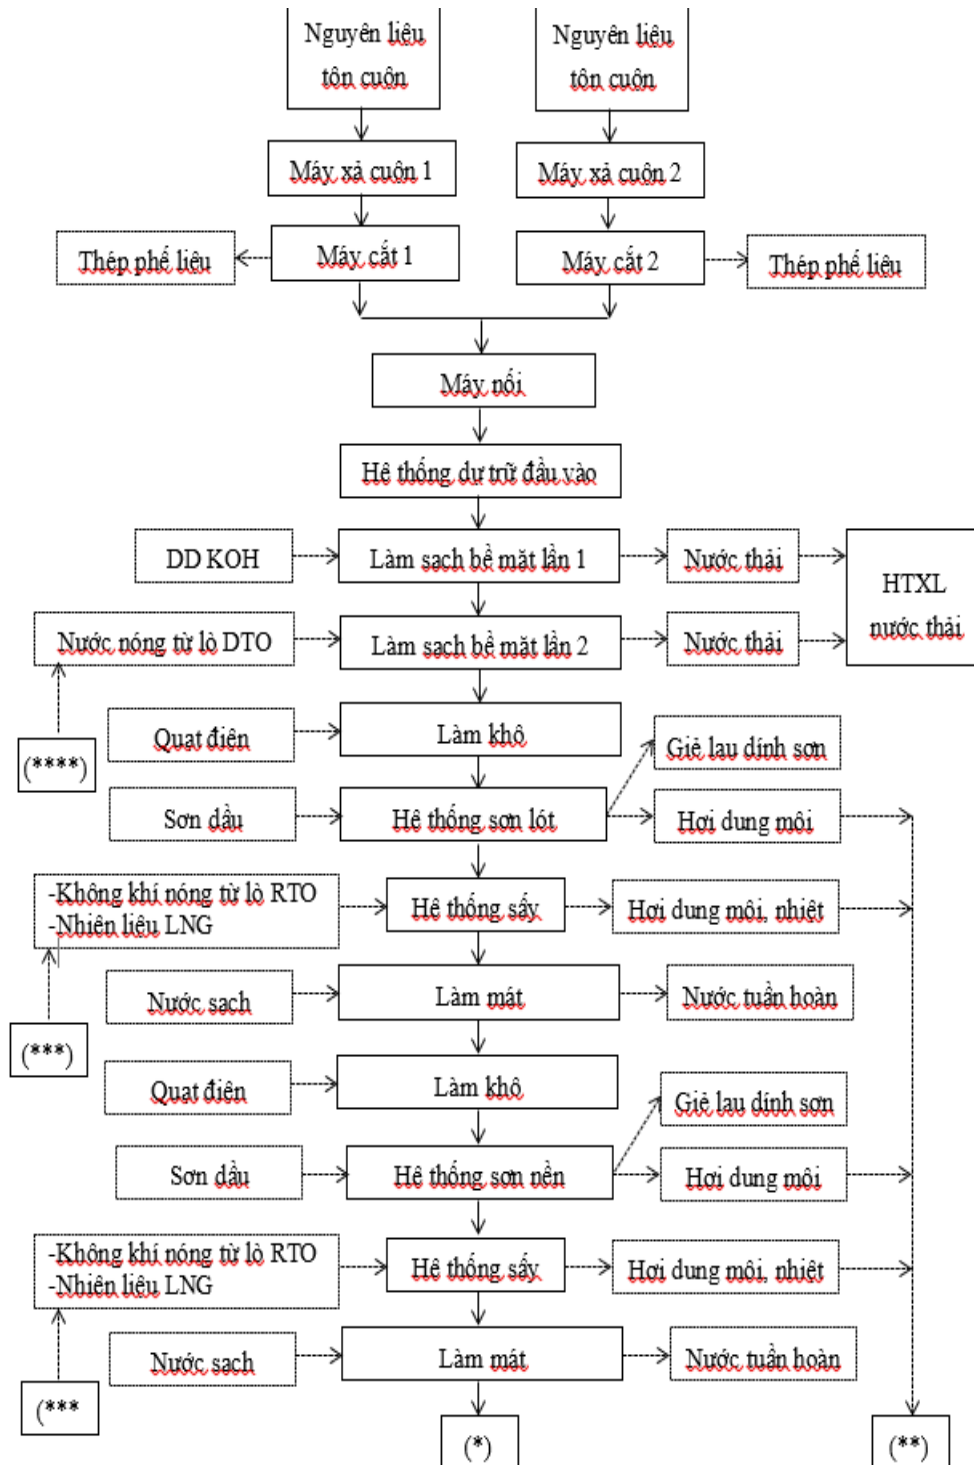 Nguyên liệu
tôn cuộn
Nguyên liệu
tôn cuộn
Máy xả cuộn 1
Máy xả cuộn 2
Thép phế liệu
Máy cắt 1
Máy cắt 2
Thép phế liệu
Máy nối
Hệ thống dự trữ đầu vào
DD KOH
Làm sạch bề mặt lần 1
Nước thải
HTXL
nước thải
Nước nóng từ lò DTO
Làm sạch bề mặt lần 2
Nước thải
(****)
Quạt điện
Làm khô
Giẻ lau dính sơn
Sơn dầu
Hệ thống sơn lót
Hơi dung môi
-Không khí nóng từ lò RTO
-Nhiên liệu LNG
Hệ thống sấy
Hơi dung môi, nhiệt
(***)
Nước sạch
Làm mát
Nước tuần hoàn
Quạt điện
Làm khô
Giẻ lau dính sơn
Sơn dầu
Hệ thống sơn nền
Hơi dung môi
-Không khí nóng từ lò RTO
-Nhiên liệu LNG
Hệ thống sấy
Hơi dung môi, nhiệt
Nước sạch
Làm mát
Nước tuần hoàn
(***
(*)
(**)